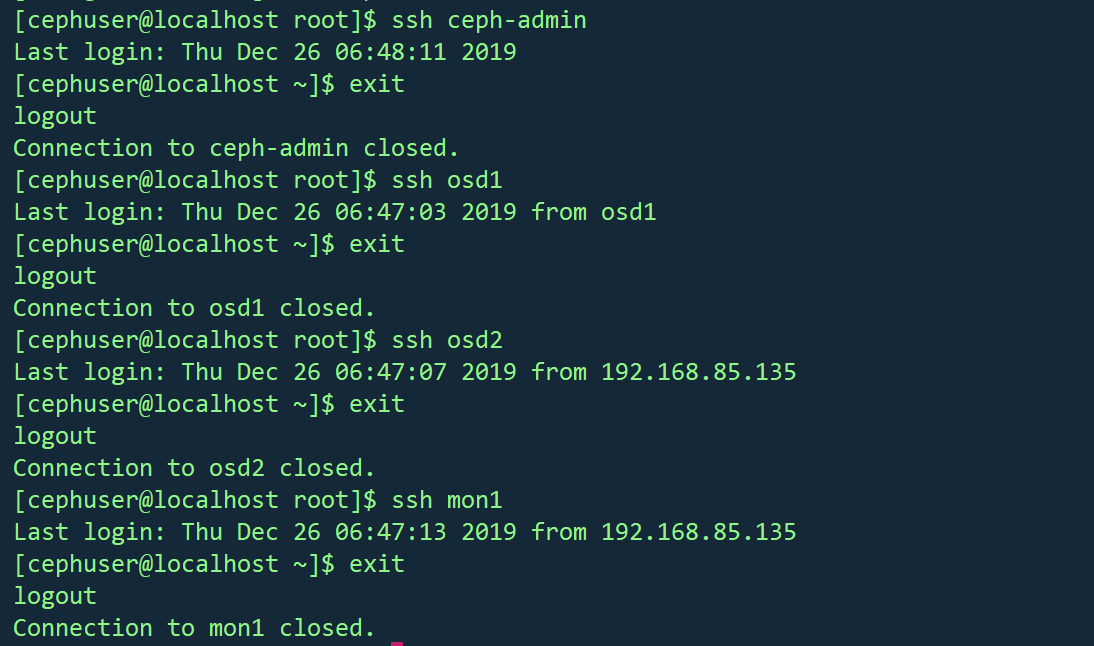 [cephuser@localhost root]$ ssh ceph-admin
Last login: Thu Dec 26 06:48:11 2019
[cephuser@localhost ~]$ exit
logout
Connection to ceph-admin closed.
[cephuser@localhost root]$ ssh osd1
Last login: Thu Dec 26 06:47:03 2019 from osd1
[cephuser@localhost ~]$ exit
logout
Connection to osd1 closed.
[cephuser@localhost root]$ ssh osd2
Last login: Thu Dec 26 06:47:07 2019 from 192.168.85.135
[cephuser@localhost ~]$ exit
logout
Connection to osd2 closed.
[cephuser@localhost root]$ ssh mon1
Last login: Thu Dec 26 06:47:13 2019 from 192.168.85.135
[cephuser@localhost ~]$ exit
logout
Connection to mon1 closed.